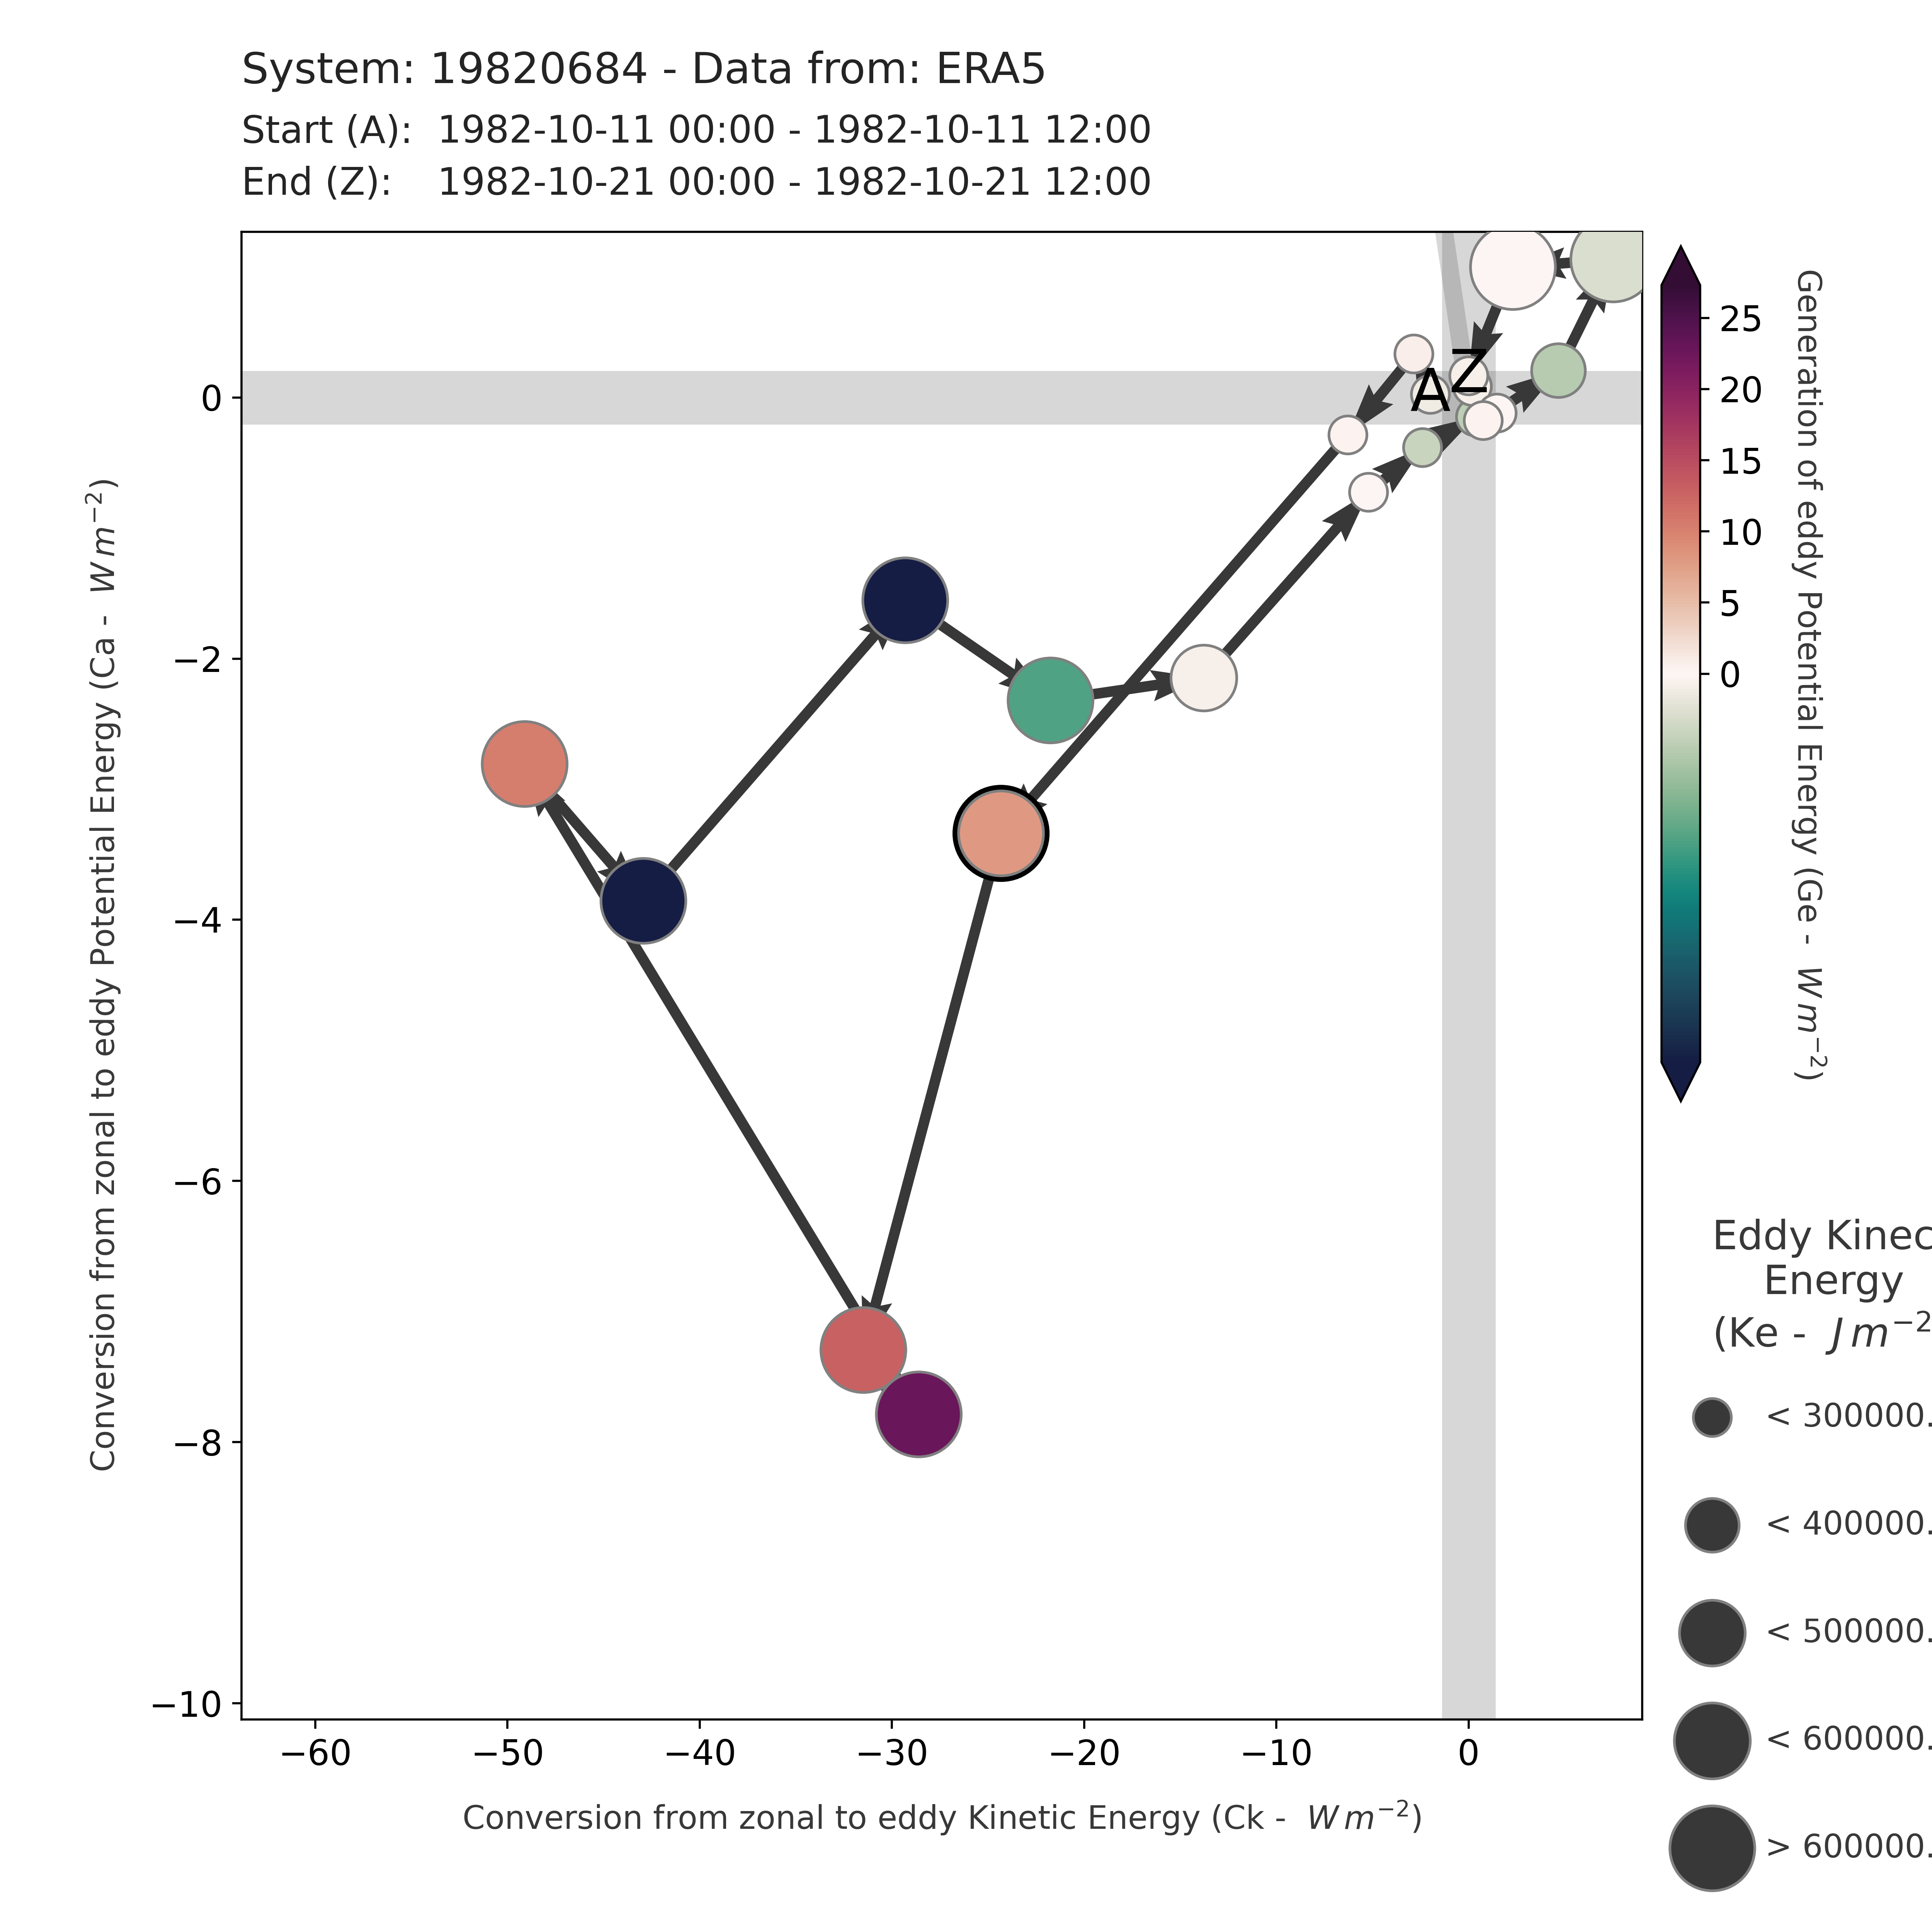 System: 19820684 - Data from: ERA5
Start (A): 1982-10-11 00:00 - 1982-10-11 12:00
End (Z): 1982-10-21 00:00 - 1982-10-21 12:00
Conversion from zonal to eddy Potential Energy (Ca - W m⁻²)
0
−2
−4
−6
−8
−10
A
Z
−60
−50
−40
−30
−20
−10
0
Conversion from zonal to eddy Kinetic Energy (Ck - W m⁻²)
25
20
15
10
5
0
Generation of eddy Potential Energy (Ge - W m⁻²)
Eddy Kinec
Energy
(Ke - J m⁻²
< 300000.
< 400000.
< 500000.
< 600000.
> 600000.